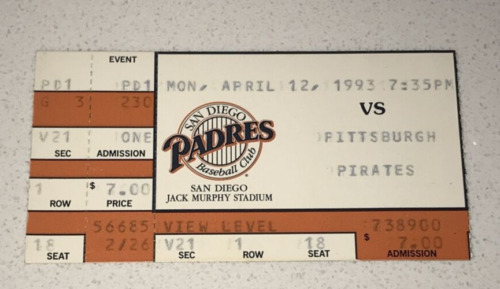 EVENT
PD1 PD1
G 3 230
V21 ONE
SEC ADMISSION
1 $ 7.00
ROW PRICE
56685
18 2/26
SEAT
MON, APRIL 12, 1993 7:35PM
VS
PITTSBURGH
PIRATES
SAN DIEGO
PADRES
Baseball Club
SAN DIEGO
JACK MURPHY STADIUM
VIEW LEVEL 738900
V21 1 18 $ 7.00
SEC ROW SEAT ADMISSION